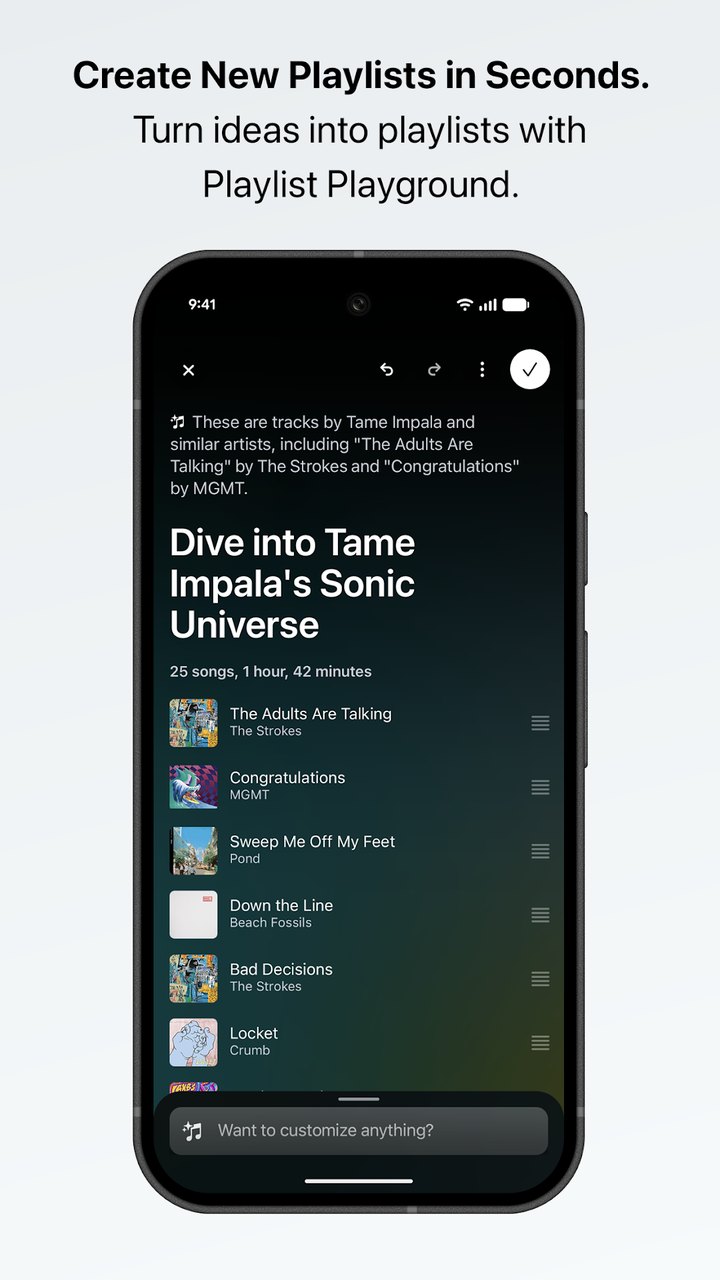 Create New Playlists in Seconds.
Turn ideas into playlists with
Playlist Playground.
9:41
These are tracks by Tame Impala and
similar artists, including "The Adults Are
Talking" by The Strokes and "Congratulations"
by MGMT.
Dive into Tame
Impala's Sonic
Universe
25 songs, 1 hour, 42 minutes
The Adults Are Talking
The Strokes
Congratulations
MGMT
Sweep Me Off My Feet
Pond
Down the Line
Beach Fossils
Bad Decisions
The Strokes
Locket
Crumb
Want to customize anything?